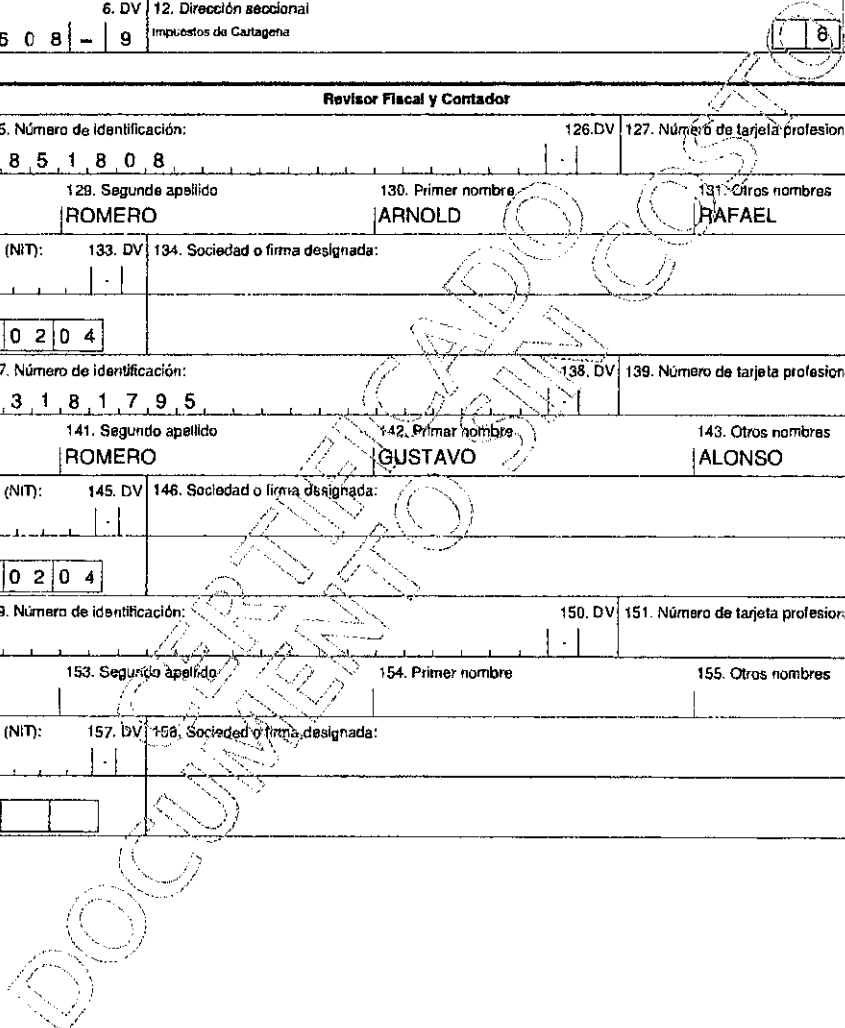 6. DV 12. Dirección seccional
6 0 8 - 9 Impuestos de Cartagena 8
Revisor Fiscal y Contador
5. Número de identificación: 126.DV 127. Número de tarjeta profesion
8 5 1 8 0 8 -
129. Segundo apellido 130. Primer nombre 131. Otros nombres
ROMERO ARNOLD RAFAEL
(NIT): 133. DV 134. Sociedad o firma designada:
-
0 2 0 4
7. Número de identificación: 138. DV 139. Número de tarjeta profesion
3 1 8 1 7 9 5 -
141. Segundo apellido 142. Primer nombre 143. Otros nombres
ROMERO GUSTAVO ALONSO
(NIT): 145. DV 146. Sociedad o firma designada:
-
0 2 0 4
9. Número de identificación: 150. DV 151. Número de tarjeta profesion
-
153. Segundo apellido 154. Primer nombre 155. Otros nombres
(NIT): 157. DV 158. Sociedad o firma designada:
-
CERTIFICADO
DOCUMENTO SIN COSTO